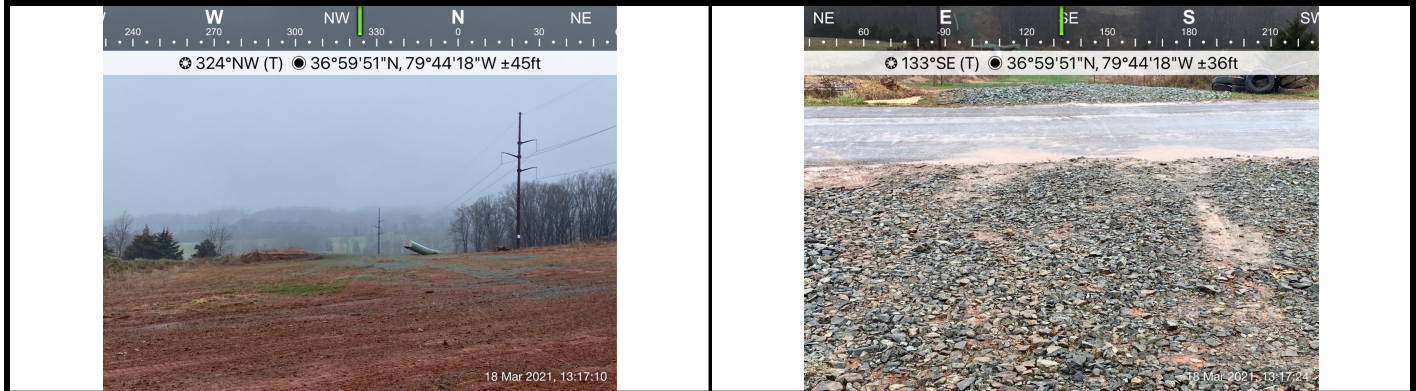 W NW N NE
240 270 300 330 0 30
324°NW (T) 36°59'51"N, 79°44'18"W ±45ft
18 Mar 2021, 13:17:10
NE E SE S SW
60 90 120 150 180 210
133°SE (T) 36°59'51"N, 79°44'18"W ±36ft
18 Mar 2021, 13:17:24